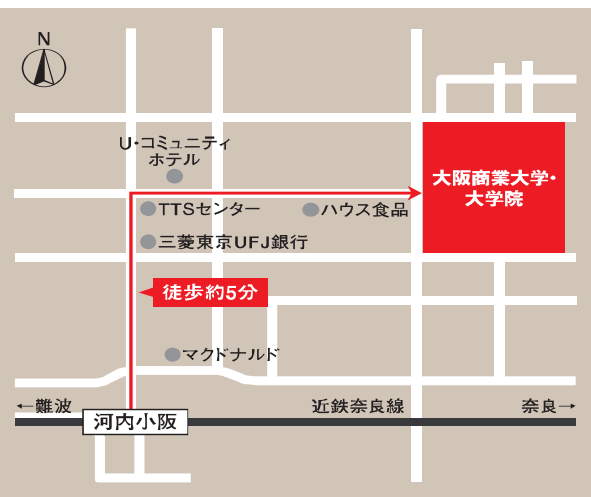 N
U・コミュニティ
ホテル
大阪商業大学・
大学院
TTSセンター
ハウス食品
三菱東京UFJ銀行
徒歩約5分
マクドナルド
←難波
近鉄奈良線
奈良→
河内小阪